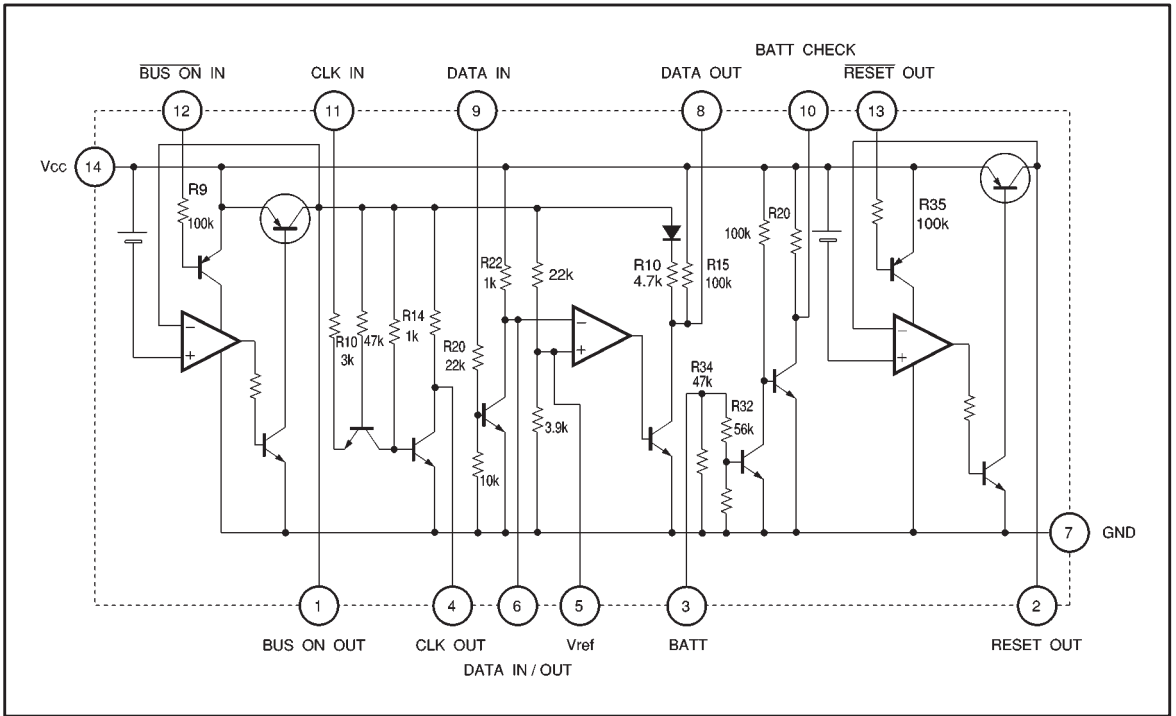 BATT CHECK
BUS ON IN
CLK IN
DATA IN
DATA OUT
RESET OUT
12
11
9
8
10
13
Vcc
14
R9
100k
R20
100k
R35
100k
R22
1k
22k
R10
4.7k
R15
100k
R10
3k
47k
R14
1k
R20
22k
R34
47k
R32
56k
3.9k
10k
−
+
−
+
−
+
7
GND
1
4
6
5
3
2
BUS ON OUT
CLK OUT
Vref
BATT
RESET OUT
DATA IN / OUT